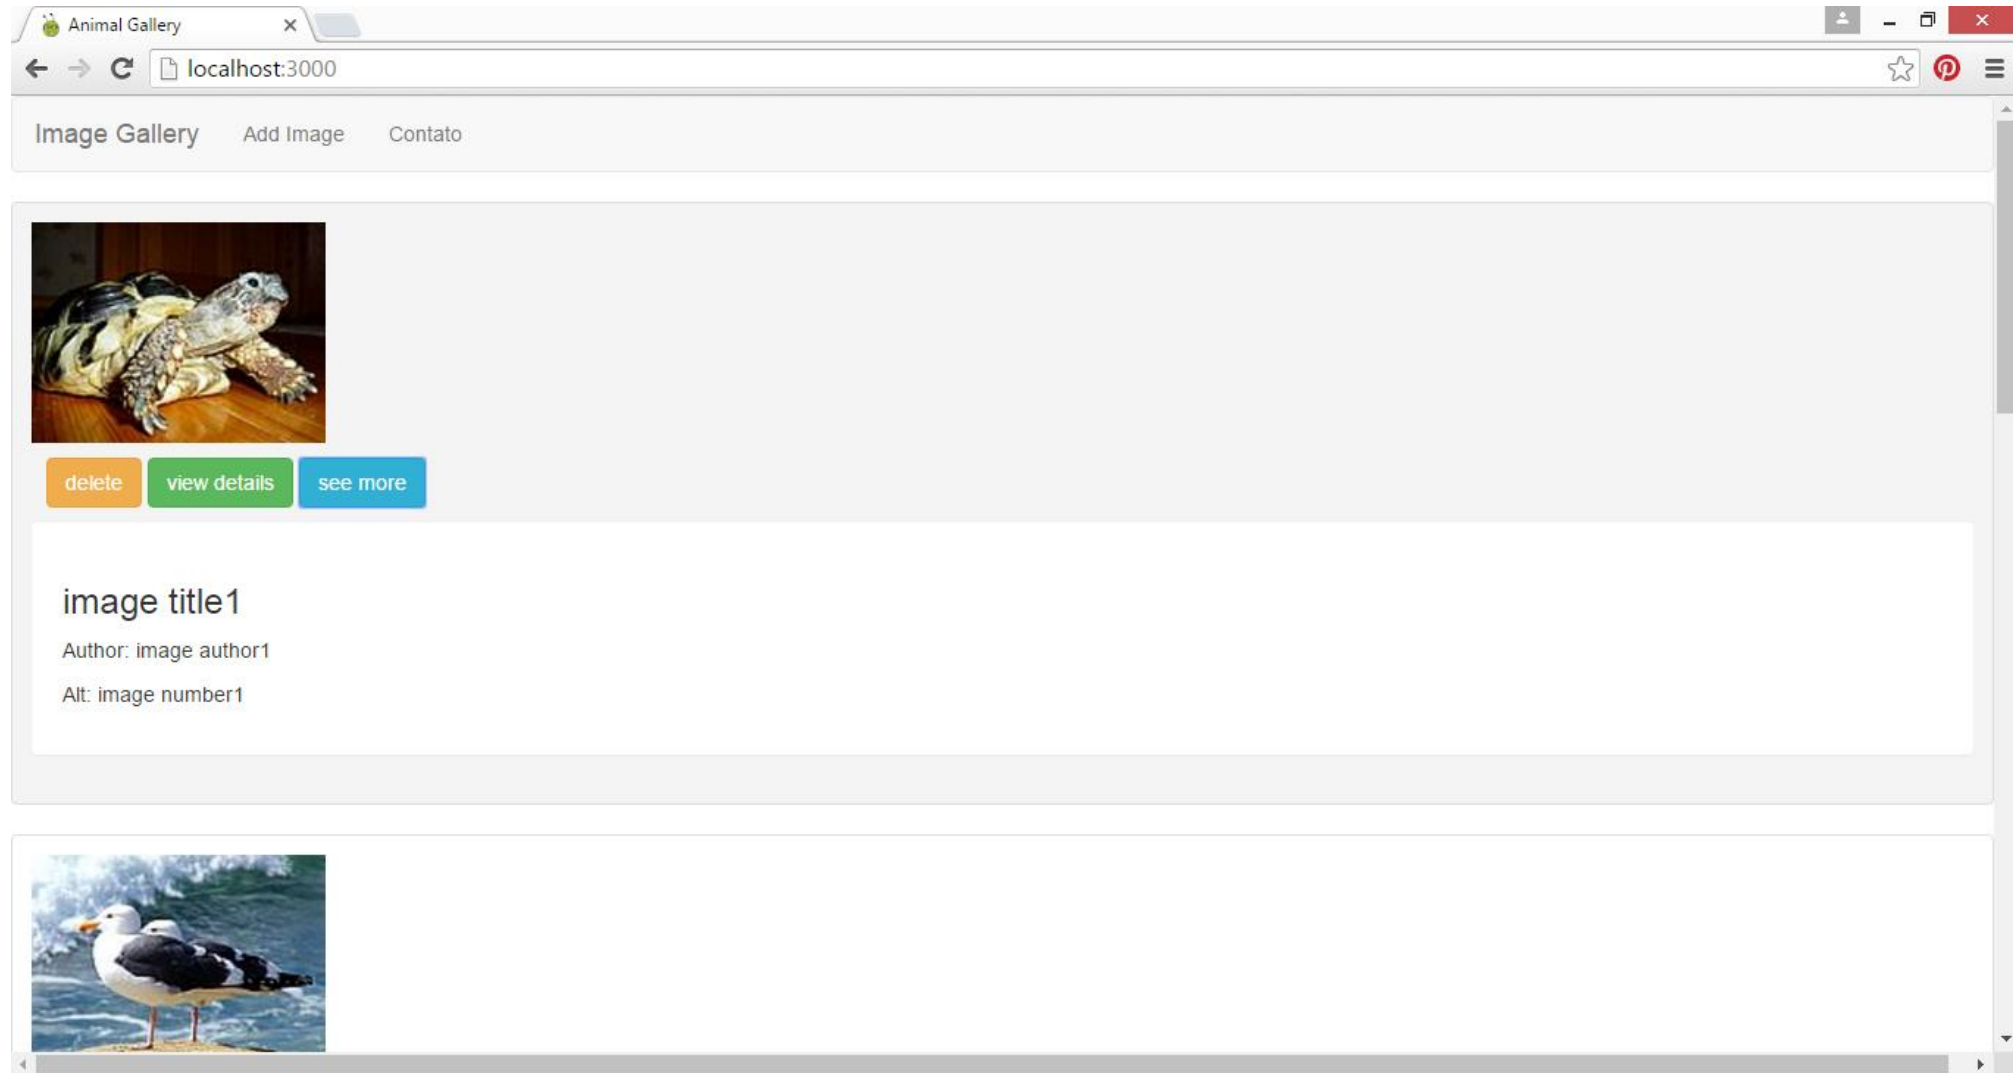 Animal Gallery
localhost:3000
Image Gallery Add Image Contato
delete view details see more
image title1
Author: image author1
Alt: image number1